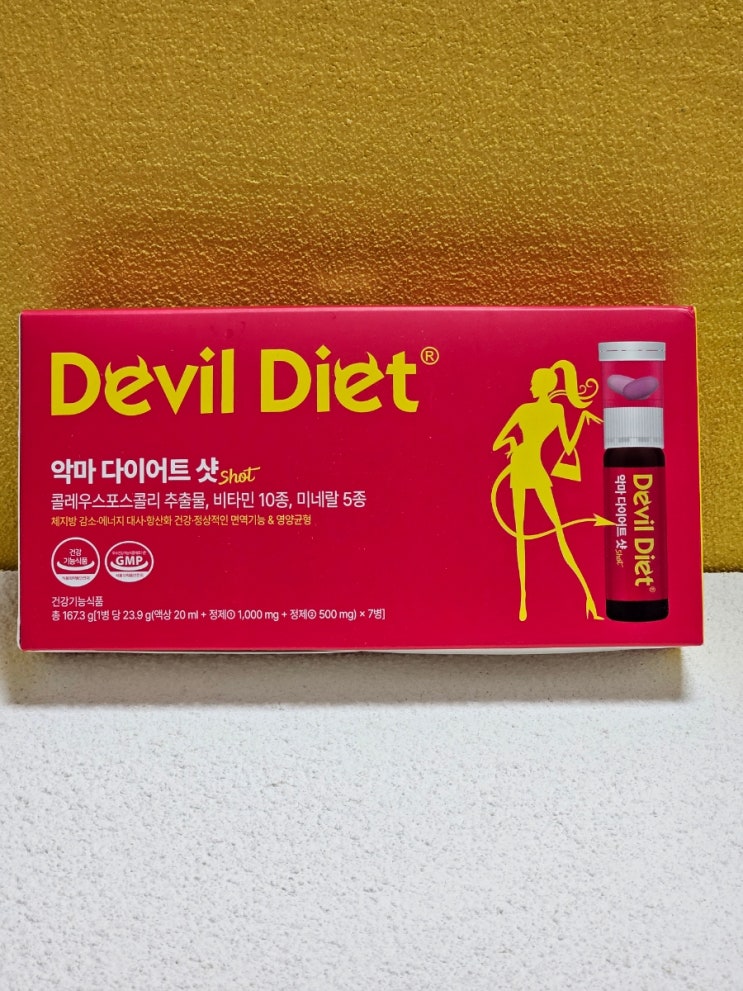 Devil Diet®
악마 다이어트 샷 Shot
콜레우스포스콜리 추출물, 비타민 10종, 미네랄 5종
체지방 감소·에너지 대사·항산화 건강·정상적인 면역기능 & 영양균형
건강
기능식품
GMP
건강기능식품
총 167.3 g[1병 당 23.9 g(액상 20 ml + 정제① 1,000 mg + 정제② 500 mg) × 7병]
Devil Diet®
악마 다이어트 샷 Shot